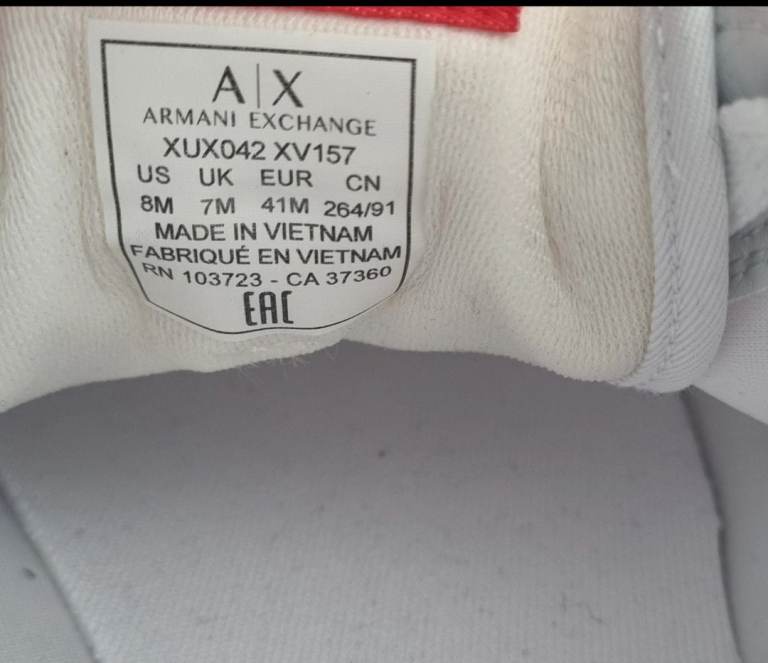 A|X
ARMANI EXCHANGE
XUX042 XV157
US UK EUR CN
8M 7M 41M 264/91
MADE IN VIETNAM
FABRIQUÉ EN VIETNAM
RN 103723 - CA 37360
EAC